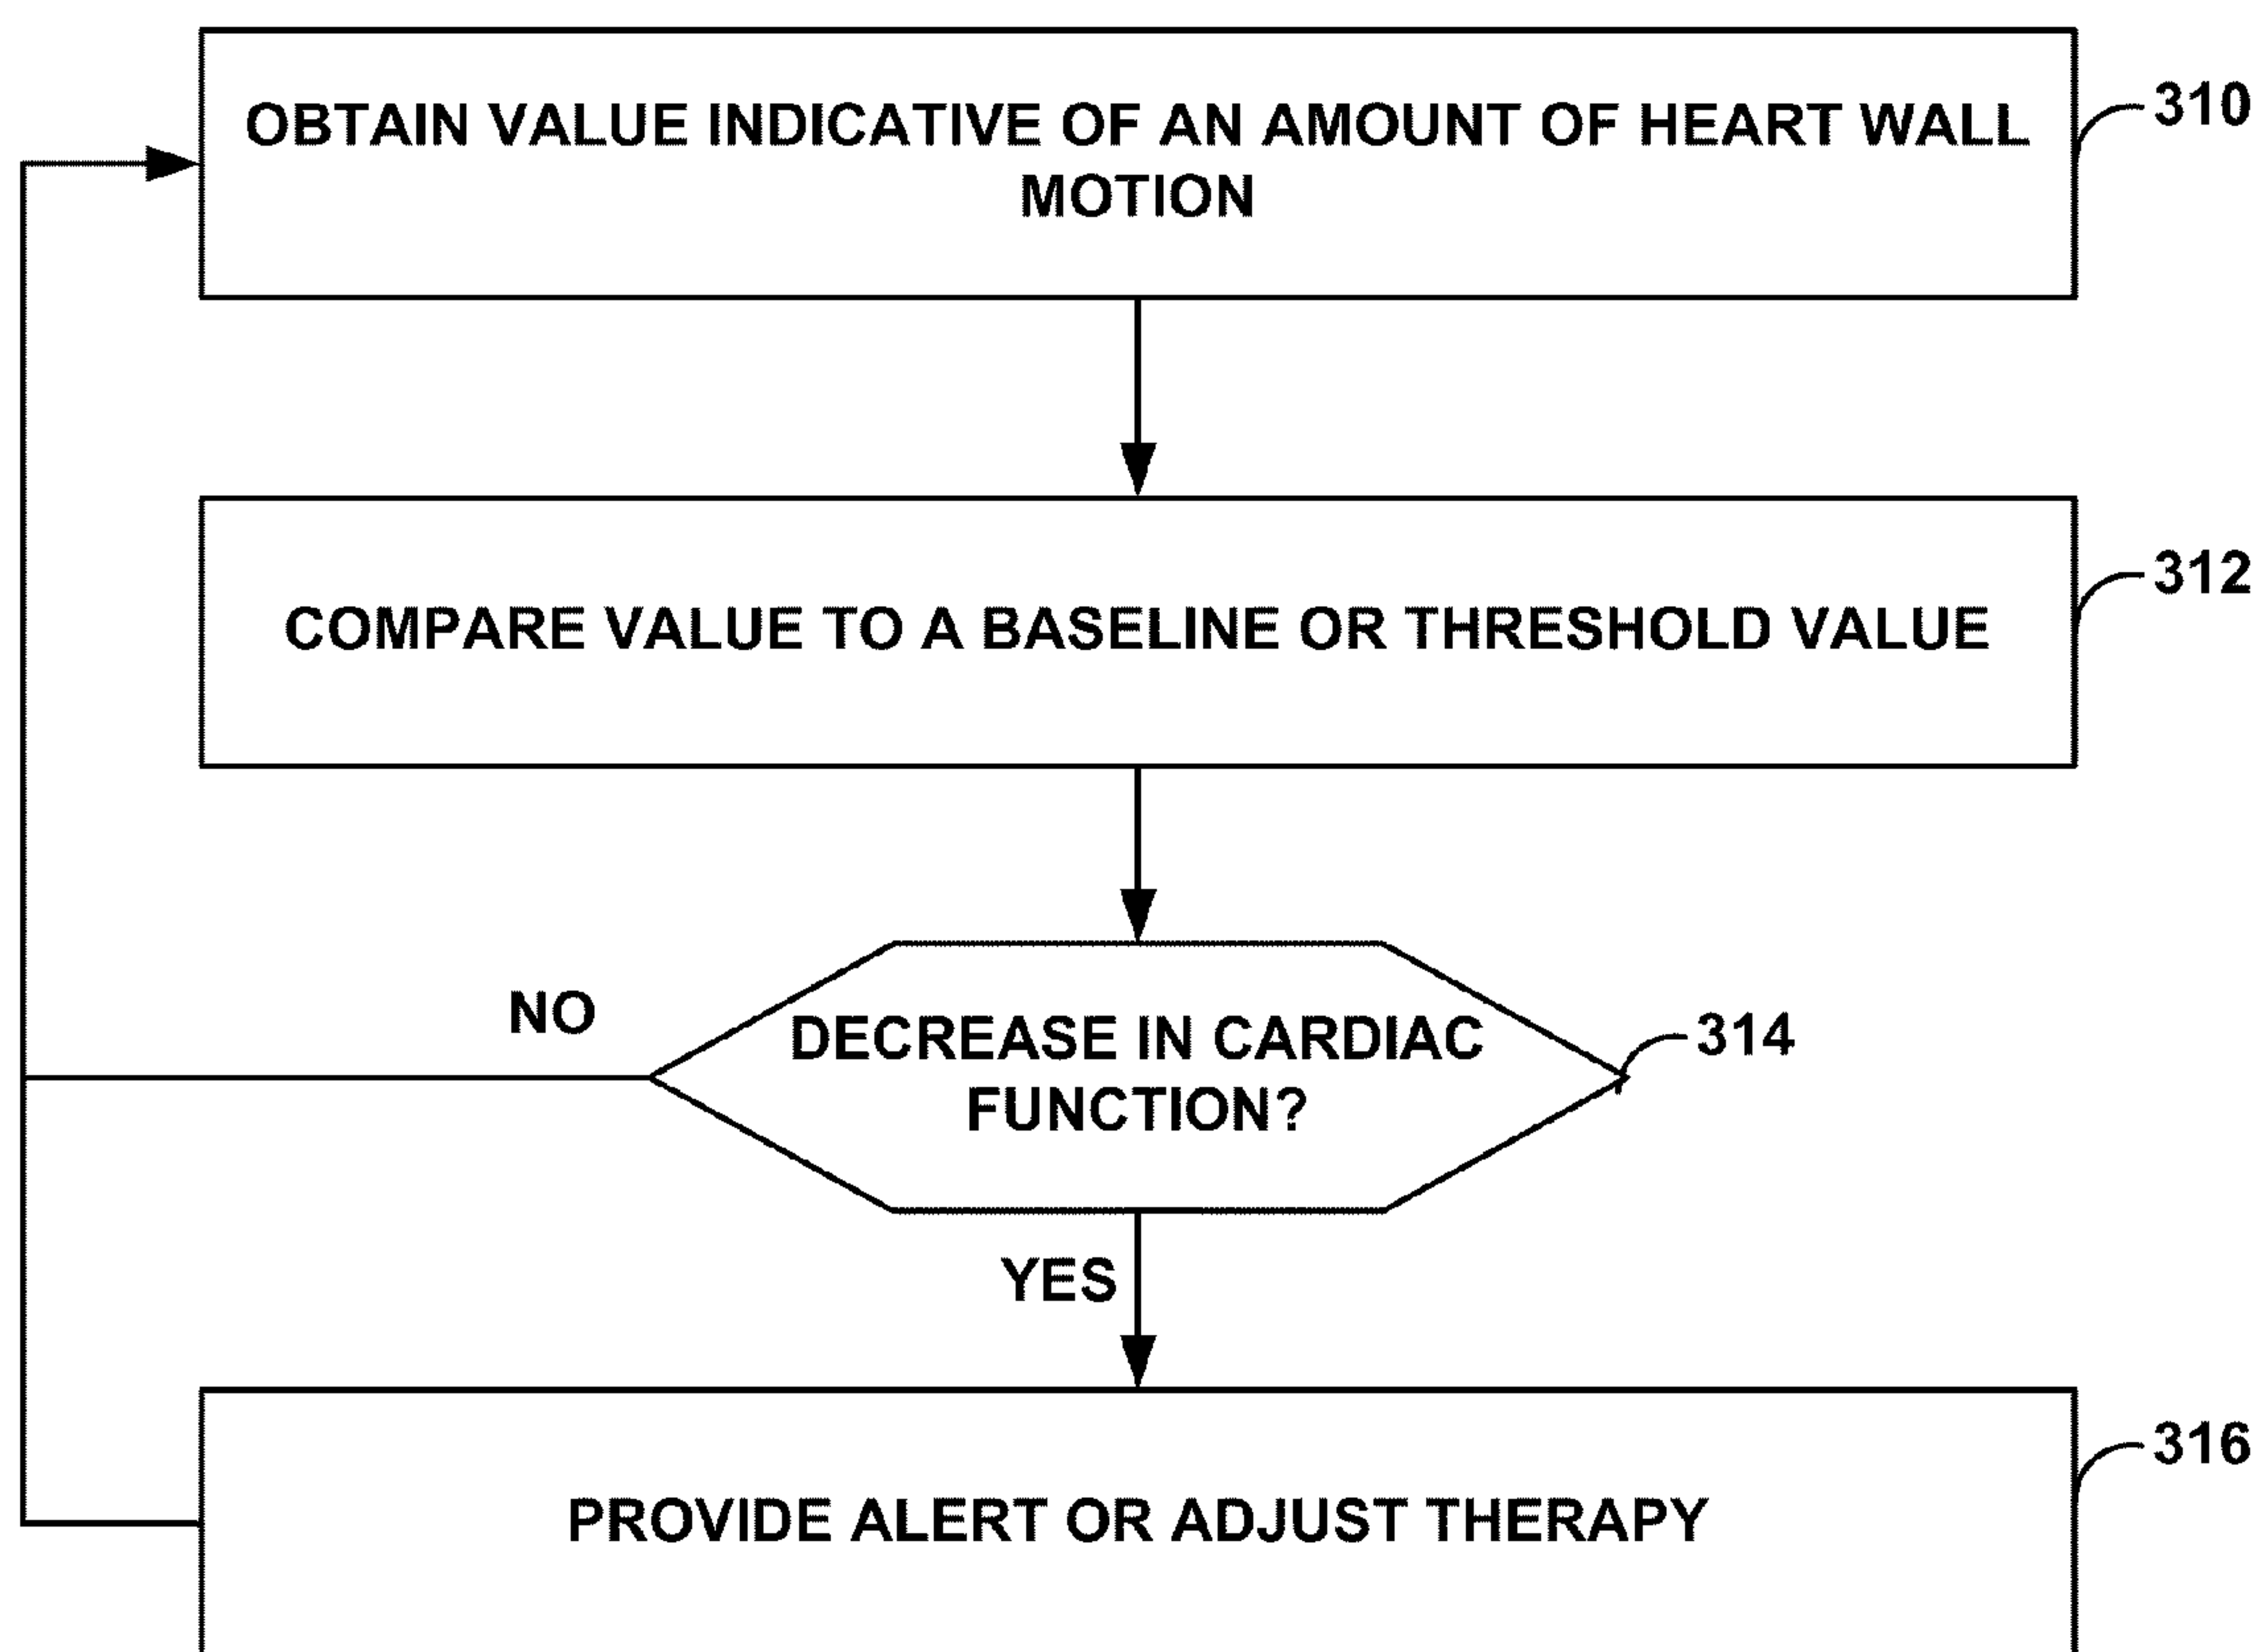 OBTAIN VALUE INDICATIVE OF AN AMOUNT OF HEART WALL
MOTION
310
COMPARE VALUE TO A BASELINE OR THRESHOLD VALUE
312
NO
DECREASE IN CARDIAC
FUNCTION?
314
YES
PROVIDE ALERT OR ADJUST THERAPY
316